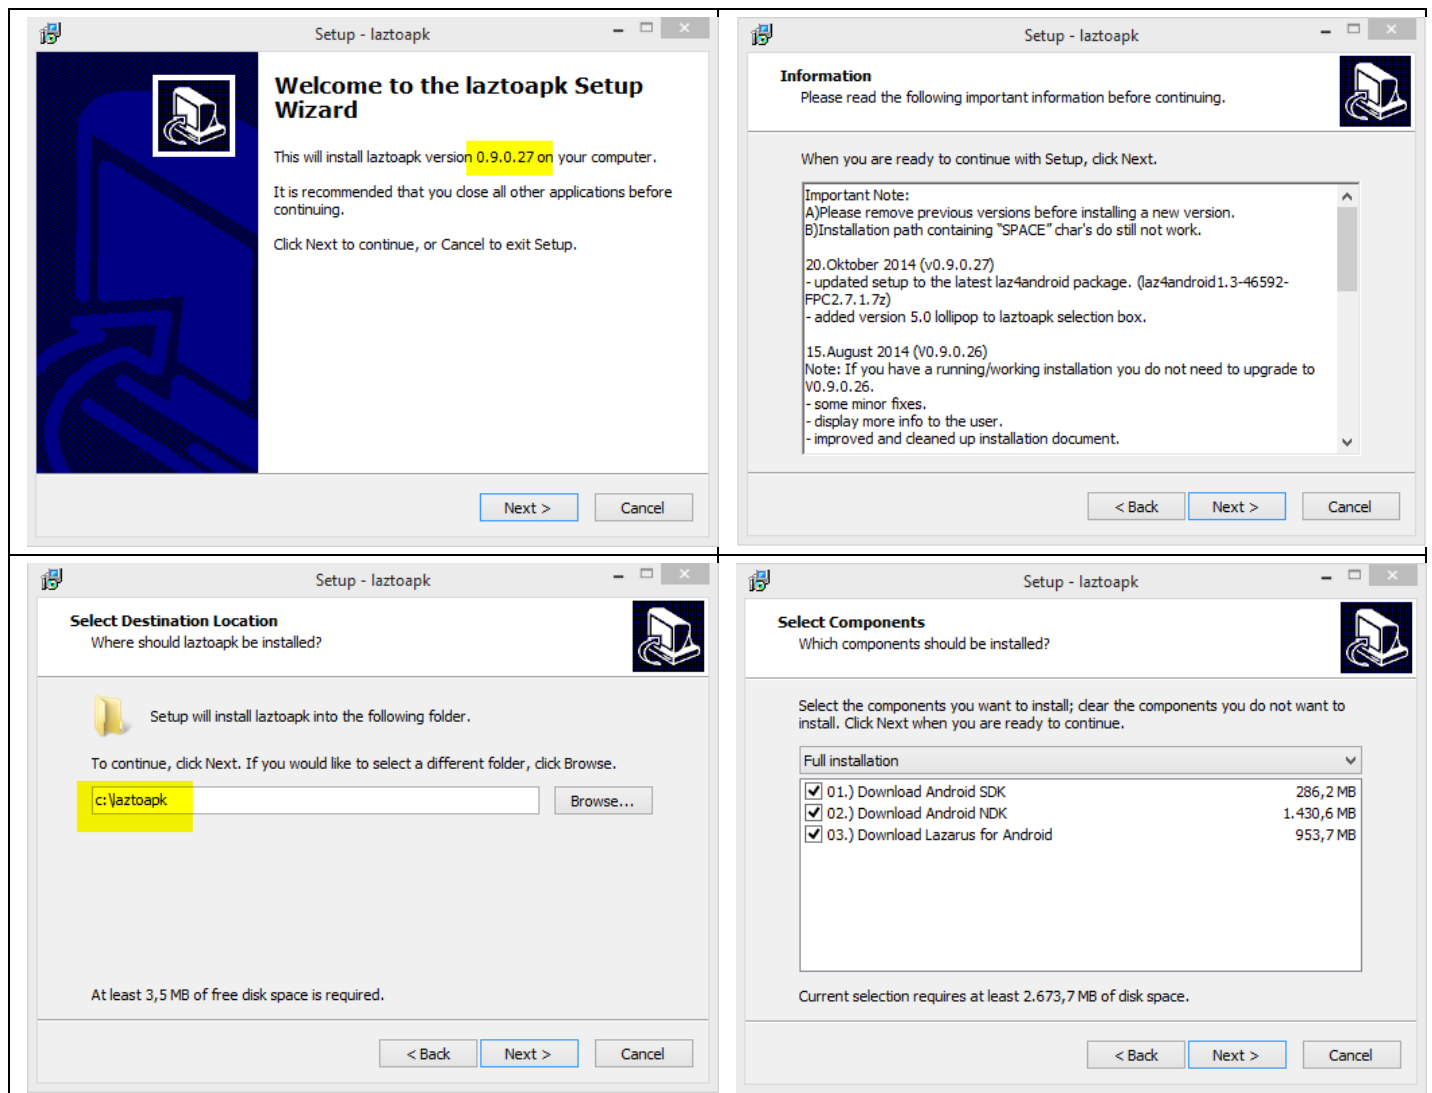 Setup - laztoapk
Welcome to the laztoapk Setup
Wizard
This will install laztoapk version 0.9.0.27 on your computer.
It is recommended that you close all other applications before
continuing.
Click Next to continue, or Cancel to exit Setup.
Next >
Cancel
Setup - laztoapk
Information
Please read the following important information before continuing.
When you are ready to continue with Setup, click Next.
Important Note:
A)Please remove previous versions before installing a new version.
B)Installation path containing "SPACE" char's do still not work.
20.Oktober 2014 (v0.9.0.27)
- updated setup to the latest laz4android package. (laz4android1.3-46592-
FPC2.7.1.7z)
- added version 5.0 lollipop to laztoapk selection box.
15.August 2014 (V0.9.0.26)
Note: If you have a running/working installation you do not need to upgrade to
V0.9.0.26.
- some minor fixes.
- display more info to the user.
- improved and cleaned up installation document.
< Back
Next >
Cancel
Setup - laztoapk
Select Destination Location
Where should laztoapk be installed?
Setup will install laztoapk into the following folder.
To continue, click Next. If you would like to select a different folder, click Browse.
c:\laztoapk
Browse...
At least 3,5 MB of free disk space is required.
< Back
Next >
Cancel
Setup - laztoapk
Select Components
Which components should be installed?
Select the components you want to install; clear the components you do not want to
install. Click Next when you are ready to continue.
Full installation
01.) Download Android SDK 286,2 MB
02.) Download Android NDK 1.430,6 MB
03.) Download Lazarus for Android 953,7 MB
Current selection requires at least 2.673,7 MB of disk space.
< Back
Next >
Cancel